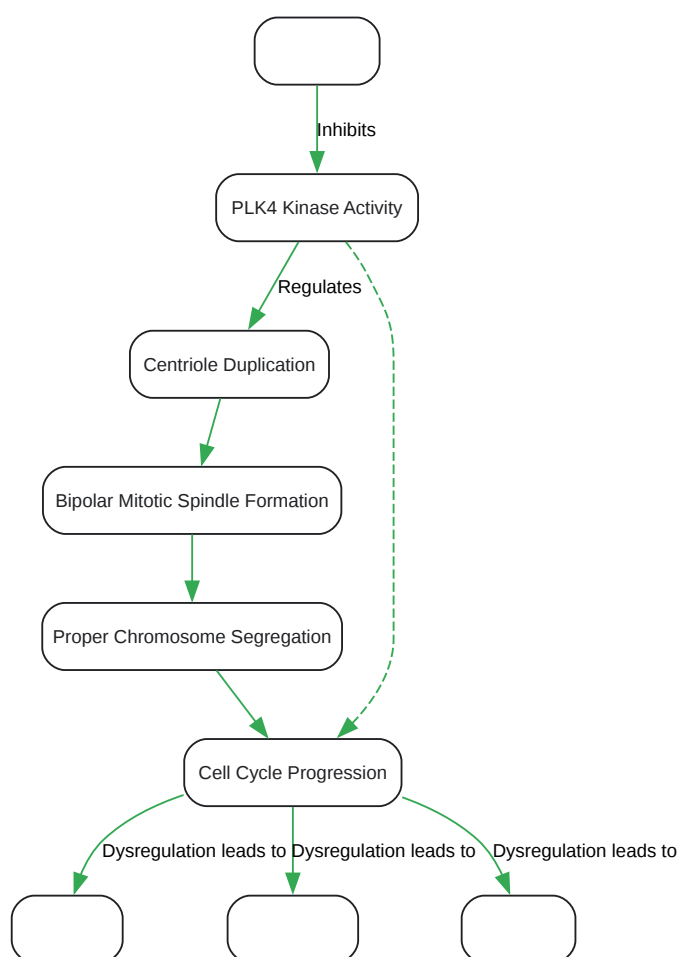 Inhibits
PLK4 Kinase Activity
Regulates
Centriole Duplication
Bipolar Mitotic Spindle Formation
Proper Chromosome Segregation
Cell Cycle Progression
Dysregulation leads to
Dysregulation leads to
Dysregulation leads to